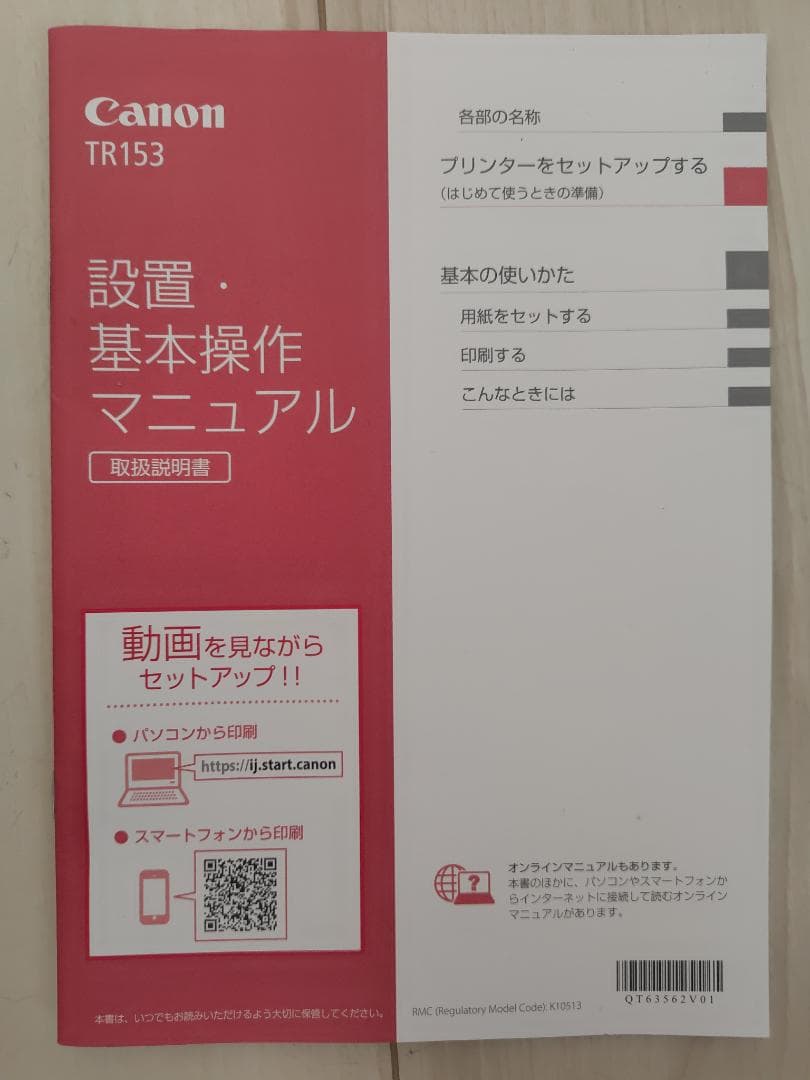 Canon
TR153
設置・
基本操作
マニュアル
取扱説明書
動画を見ながら
セットアップ!!
● パソコンから印刷
https://ij.start.canon
● スマートフォンから印刷
本書は、いつでもお読みいただけるよう大切に保管してください。
各部の名称
プリンターをセットアップする
(はじめて使うときの準備)
基本の使いかた
用紙をセットする
印刷する
こんなときには
?
オンラインマニュアルもあります。
本書のほかに、パソコンやスマートフォンか
らインターネットに接続して読むオンライン
マニュアルがあります。
QT63562V01
RMC (Regulatory Model Code): K10513